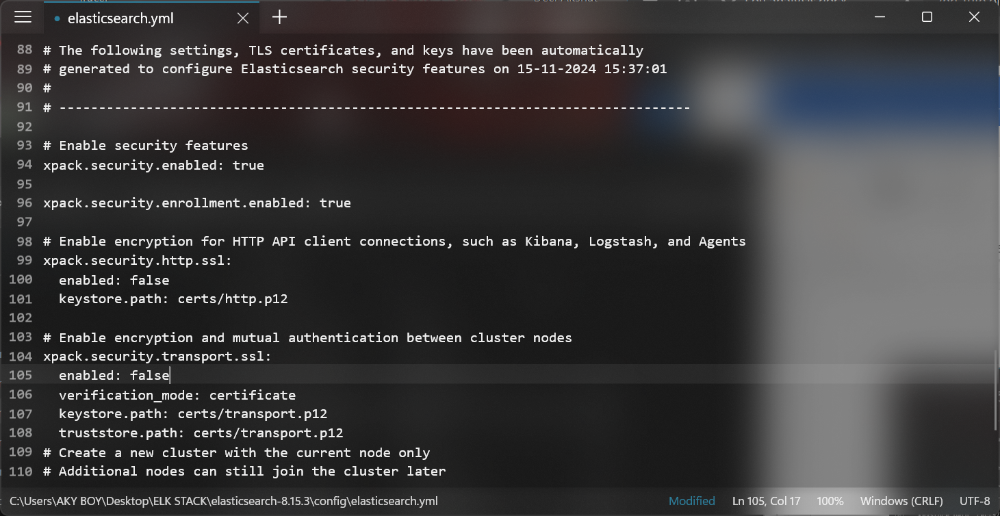 elasticsearch.yml
88 # The following settings, TLS certificates, and keys have been automatically
89 # generated to configure Elasticsearch security features on 15-11-2024 15:37:01
90 #
91 # --------------------------------------------------------------------------------
92
93 # Enable security features
94 xpack.security.enabled: true
95
96 xpack.security.enrollment.enabled: true
97
98 # Enable encryption for HTTP API client connections, such as Kibana, Logstash, and Agents
99 xpack.security.http.ssl:
100   enabled: false
101   keystore.path: certs/http.p12
102
103 # Enable encryption and mutual authentication between cluster nodes
104 xpack.security.transport.ssl:
105   enabled: false
106   verification_mode: certificate
107   keystore.path: certs/transport.p12
108   truststore.path: certs/transport.p12
109 # Create a new cluster with the current node only
110 # Additional nodes can still join the cluster later
C:\Users\AKY BOY\Desktop\ELK STACK\elasticsearch-8.15.3\config\elasticsearch.yml Modified Ln 105, Col 17 100% Windows (CRLF) UTF-8